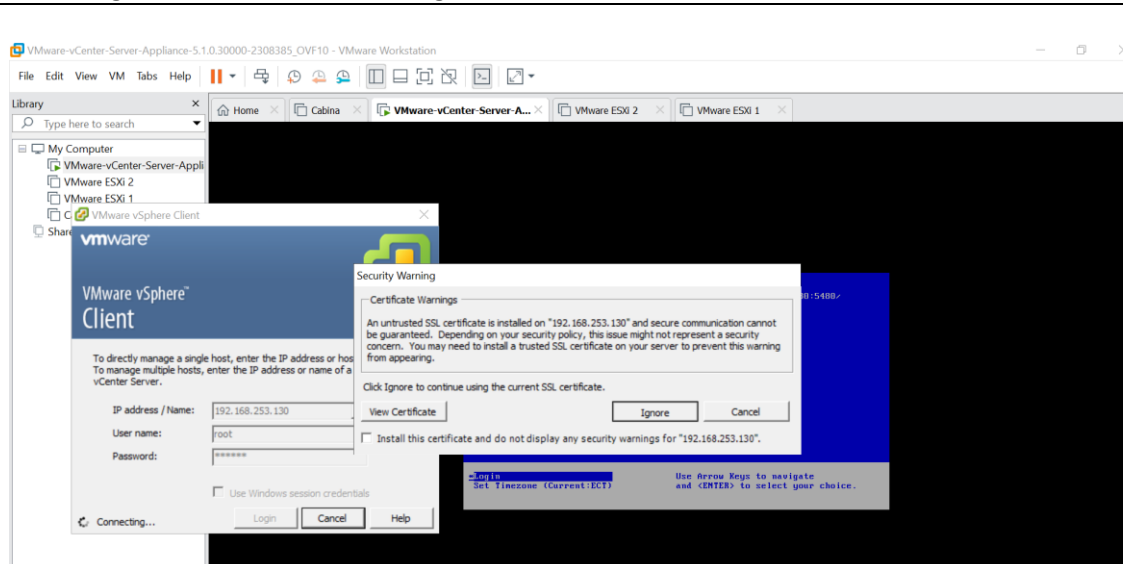 VMware-vCenter-Server-Appliance-5.1.0.30000-2308385_OVF10 - VMware Workstation
File Edit View VM Tabs Help
Library
Type here to search
Home
Cabina
VMware-vCenter-Server-A...
VMware ESXi 2
VMware ESXi 1
My Computer
VMware-vCenter-Server-Appli
VMware ESXi 2
VMware ESXi 1
C
Share
VMware vSphere Client
vmware
VMware vSphere™
Client
To directly manage a single host, enter the IP address or hos
To manage multiple hosts, enter the IP address or name of a
vCenter Server.
IP address / Name: 192.168.253.130
User name: root
Password: ******
Use Windows session credentials
Connecting...
Login Cancel Help
Security Warning
Certificate Warnings
An untrusted SSL certificate is installed on "192.168.253.130" and secure communication cannot
be guaranteed. Depending on your security policy, this issue might not represent a security
concern. You may need to install a trusted SSL certificate on your server to prevent this warning
from appearing.
Click Ignore to continue using the current SSL certificate.
View Certificate Ignore Cancel
Install this certificate and do not display any security warnings for "192.168.253.130".
:5480/
Login
Set Timezone (Current:ECT)
Use Arrow Keys to navigate
and <ENTER> to select your choice.